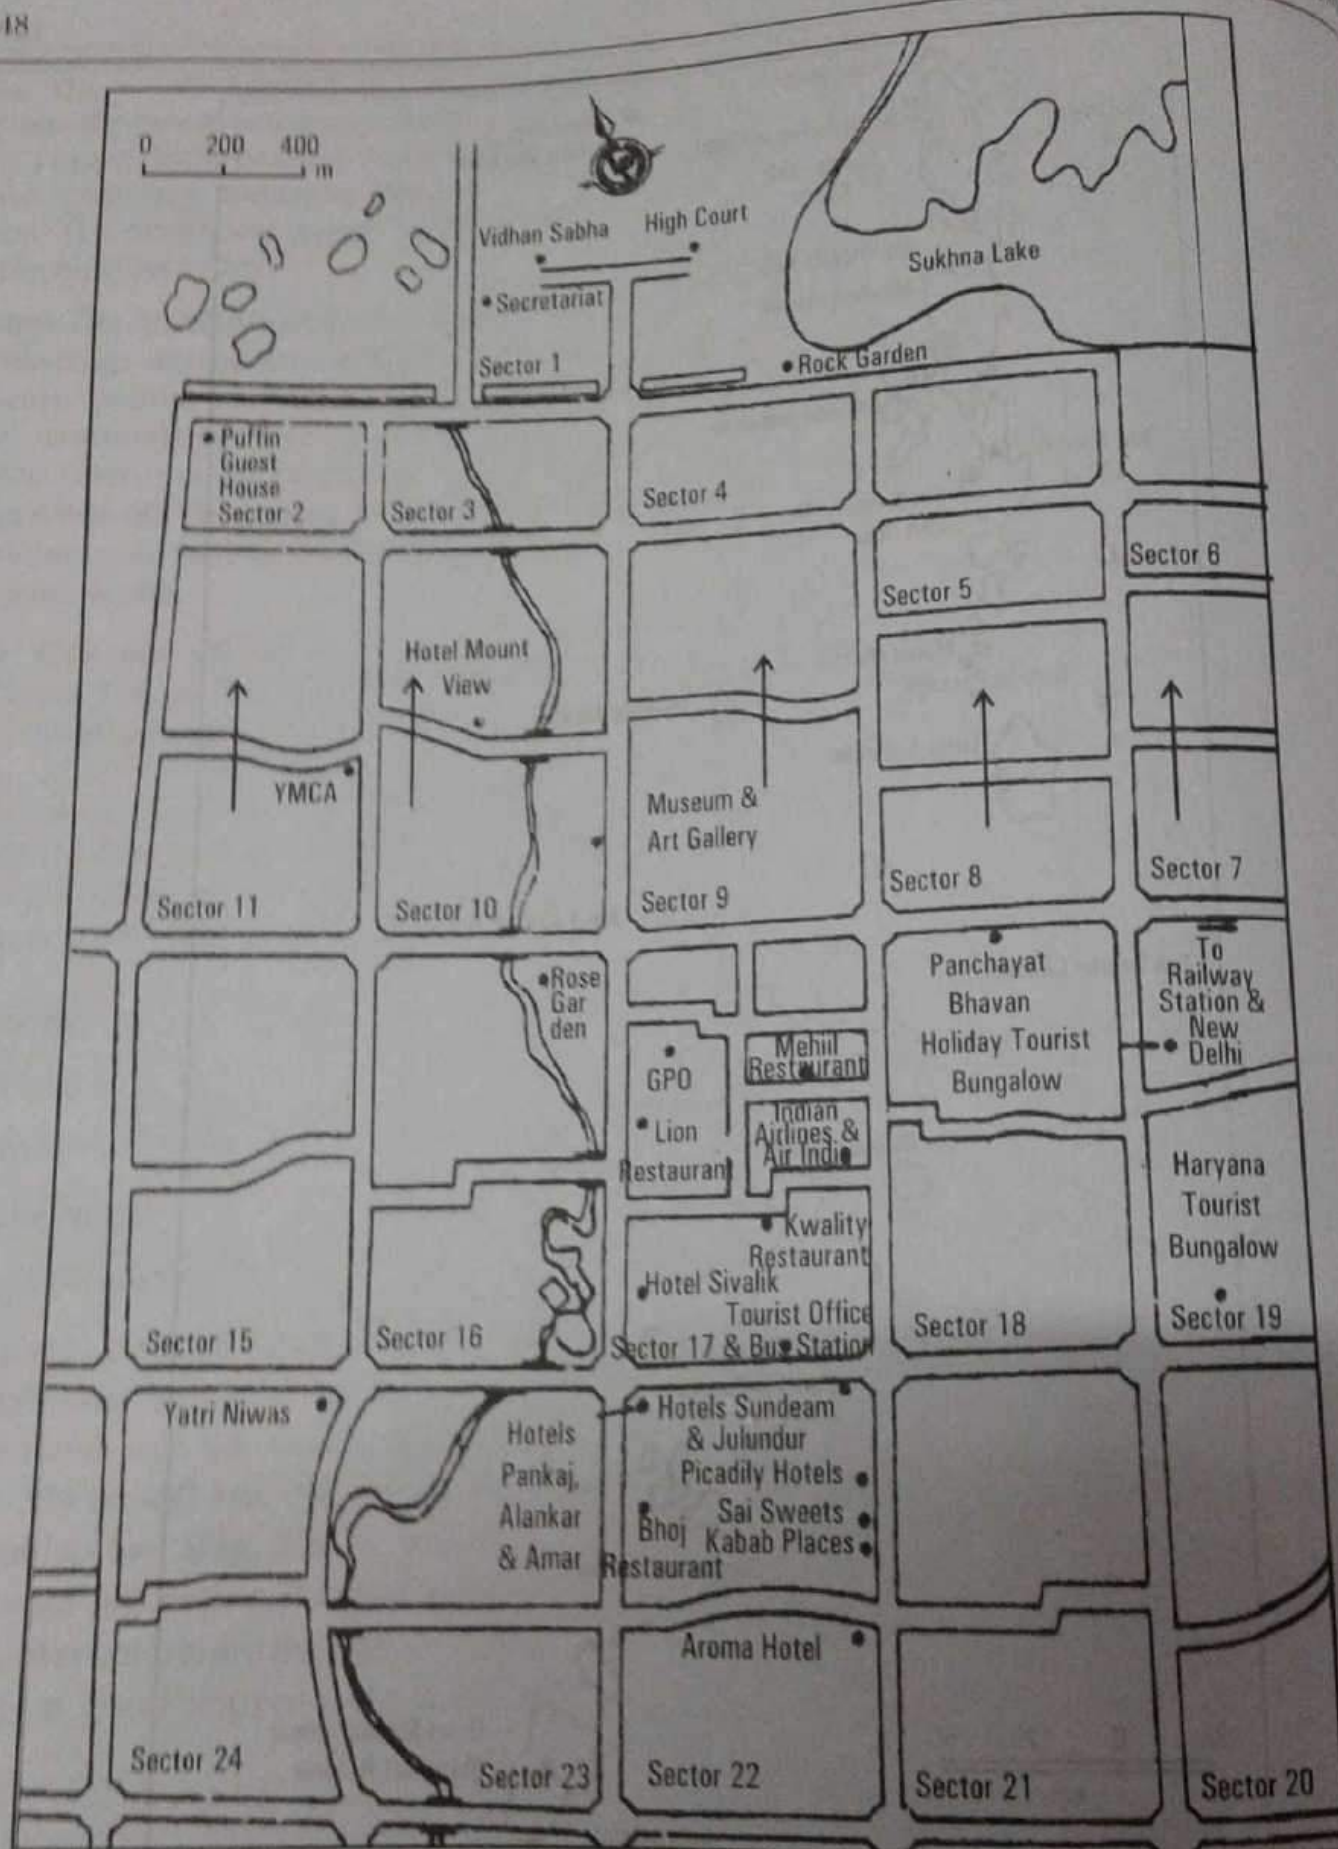 48
0 200 400
m
Vidhan Sabha
High Court
Secretariat
Sukhna Lake
Sector 1
Rock Garden
Puffin
Guest
House
Sector 2
Sector 3
Sector 4
Sector 5
Sector 6
Hotel Mount
View
YMCA
Museum &
Art Gallery
Sector 11
Sector 10
Sector 9
Sector 8
Sector 7
Rose
Gar
den
GPO
Lion
Restaurant
Mehiil
Restaurant
Indian
Airlines &
Air India
Panchayat
Bhavan
Holiday Tourist
Bungalow
To
Railway
Station &
New
Delhi
Kwality
Restaurant
Hotel Sivalik
Tourist Office
Sector 17 & Bus Station
Haryana
Tourist
Bungalow
Sector 15
Sector 16
Sector 18
Sector 19
Yatri Niwas
Hotels
Pankaj,
Alankar
& Amar
Hotels Sundeam
& Julundur
Picadily Hotels
Sai Sweets
Kabab Places
Bhoj
Restaurant
Aroma Hotel
Sector 24
Sector 23
Sector 22
Sector 21
Sector 20